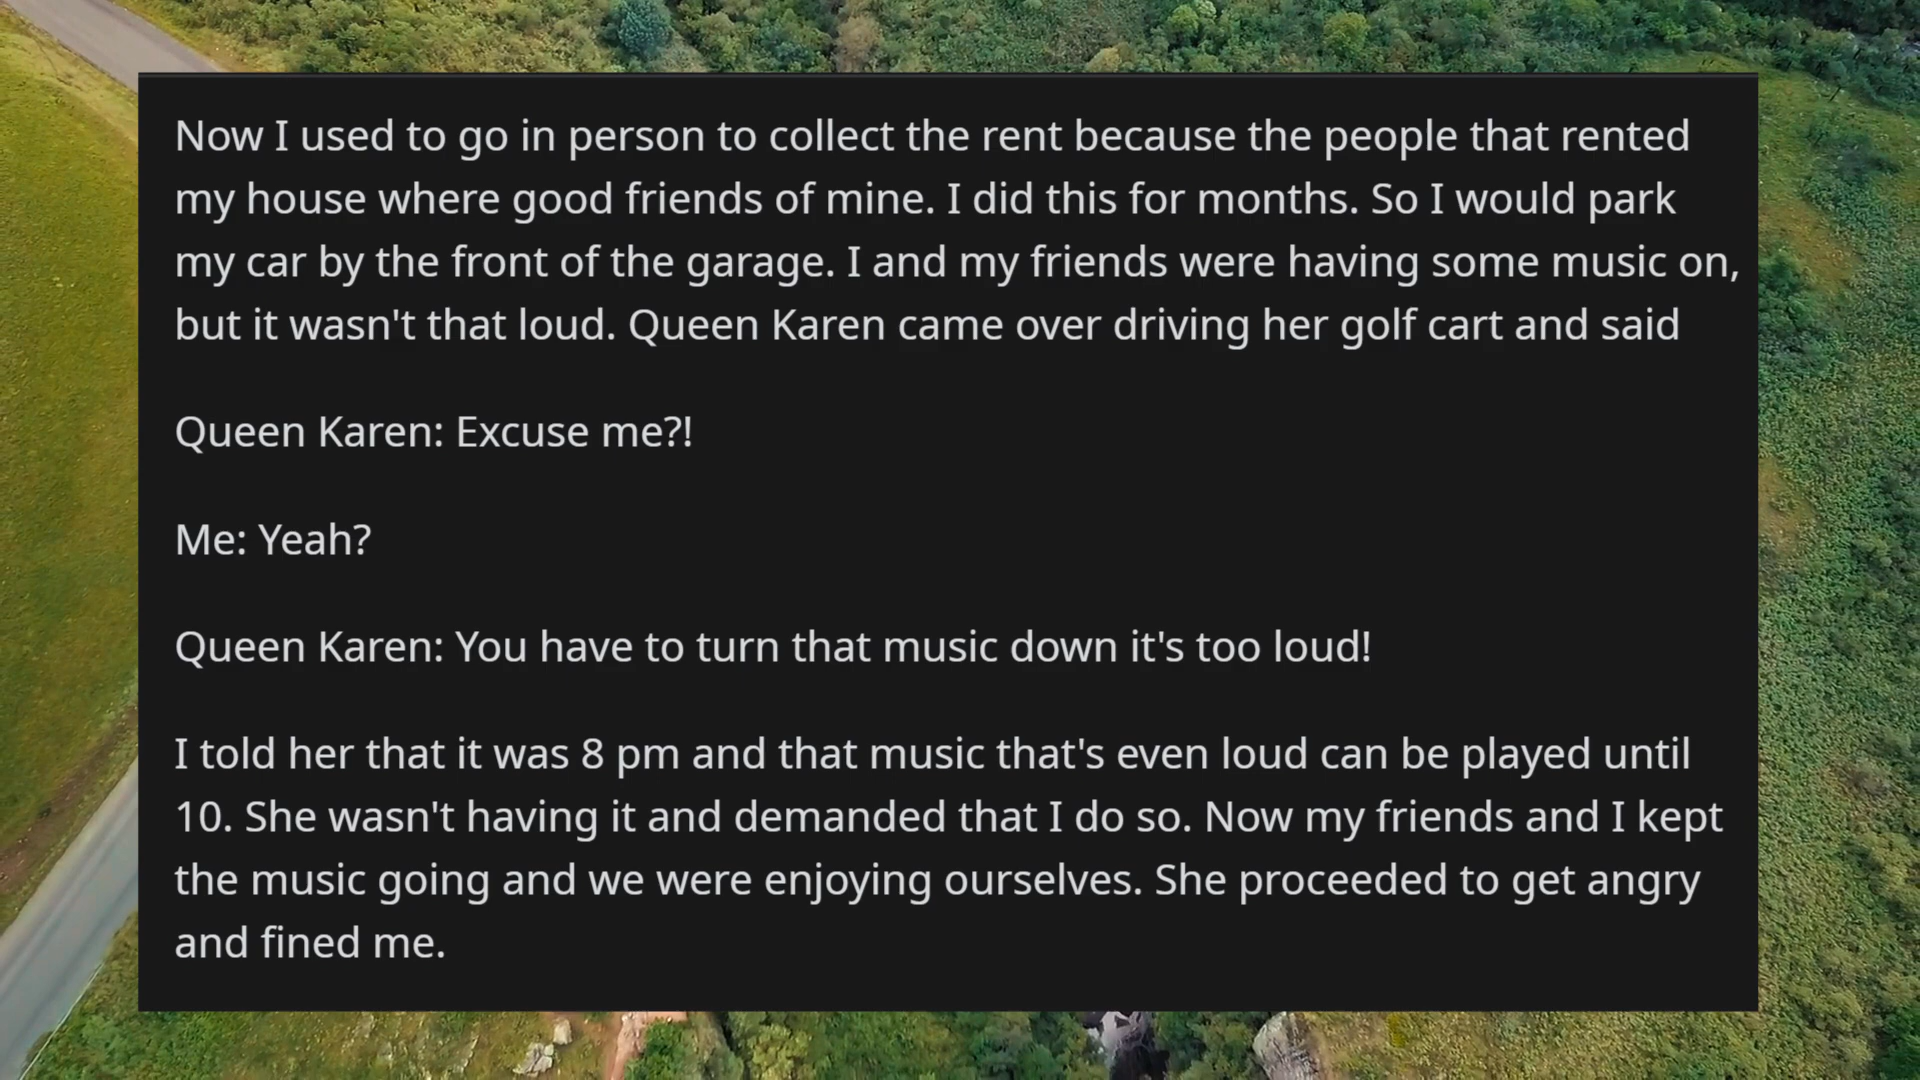 Now I used to go in person to collect the rent because the people that rented
my house where good friends of mine. I did this for months. So I would park
my car by the front of the garage. I and my friends were having some music on,
but it wasn't that loud. Queen Karen came over driving her golf cart and said
Queen Karen: Excuse me?!
Me: Yeah?
Queen Karen: You have to turn that music down it's too loud!
I told her that it was 8 pm and that music that's even loud can be played until
10. She wasn't having it and demanded that I do so. Now my friends and I kept
the music going and we were enjoying ourselves. She proceeded to get angry
and fined me.